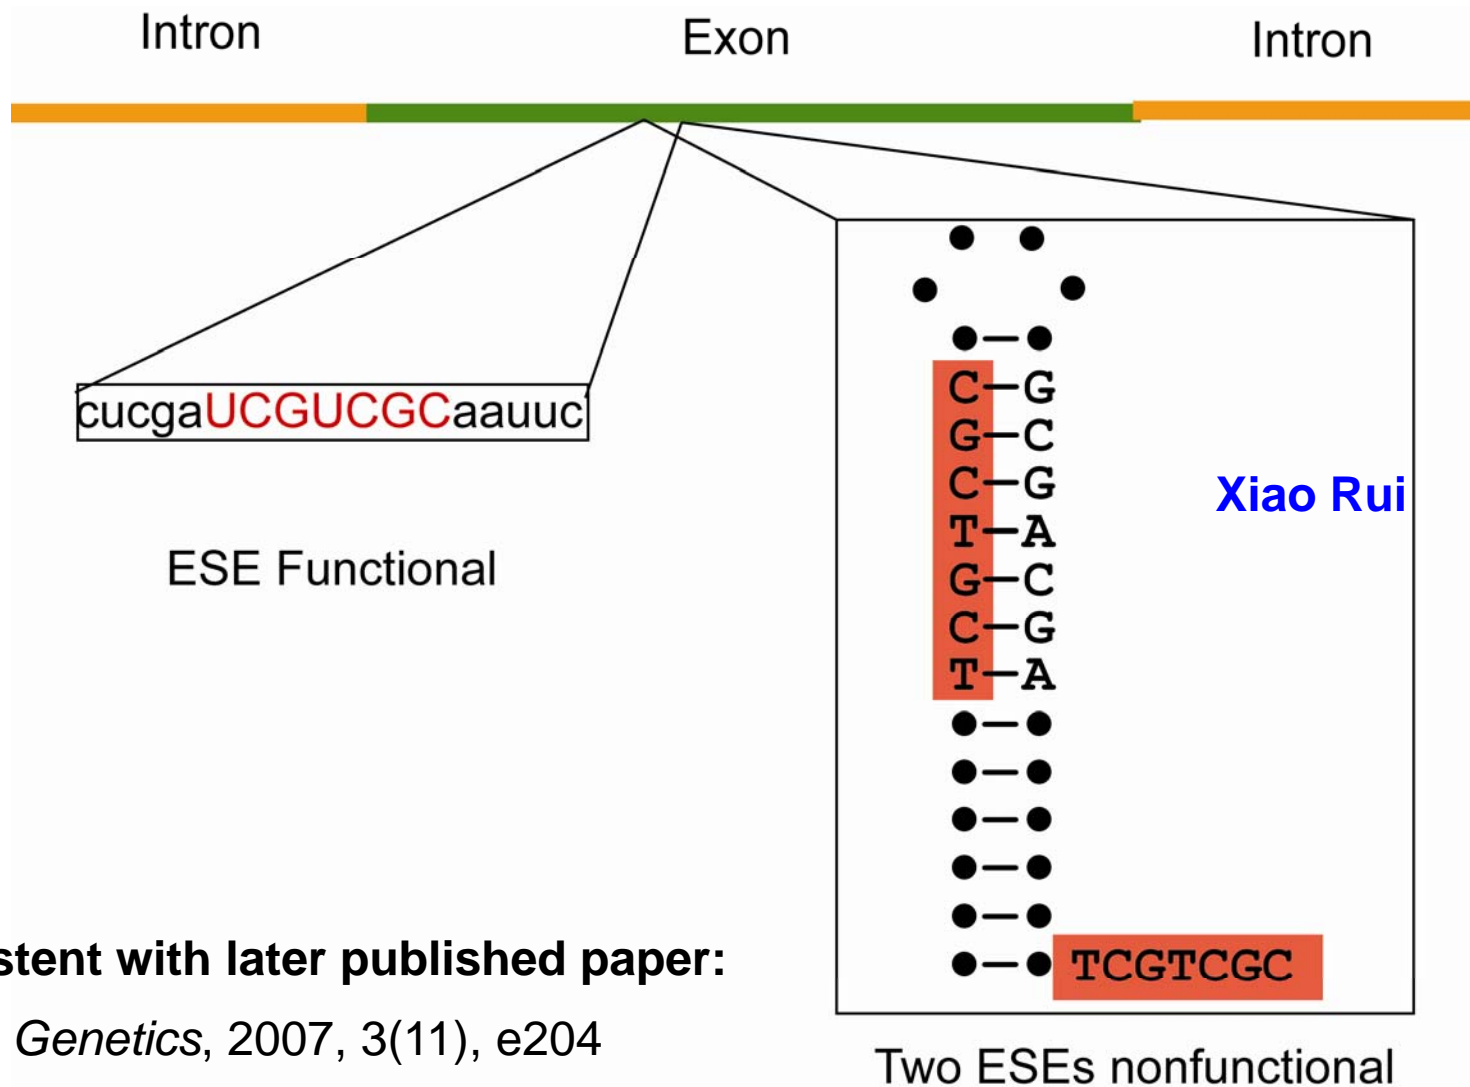 Intron Exon Intron
cucgaUCGUCGCaauuc
ESE Functional
C G
G C
C G
T A
G C
C G
T A
Xiao Rui
TCGTCGC
stent with later published paper:
Genetics, 2007, 3(11), e204
Two ESEs nonfunctional